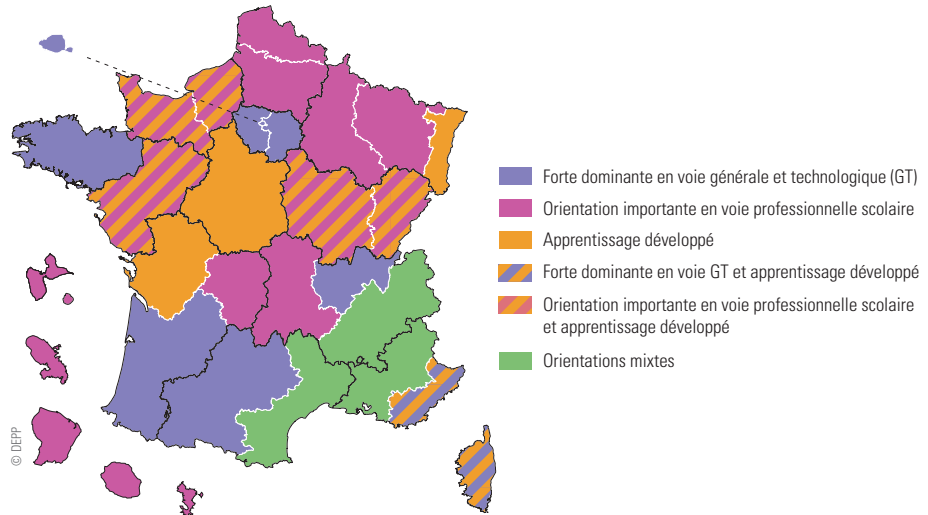 Forte dominante en voie générale et technologique (GT)
Orientation importante en voie professionnelle scolaire
Apprentissage développé
Forte dominante en voie GT et apprentissage développé
Orientation importante en voie professionnelle scolaire
et apprentissage développé
Orientations mixtes
© DEPP